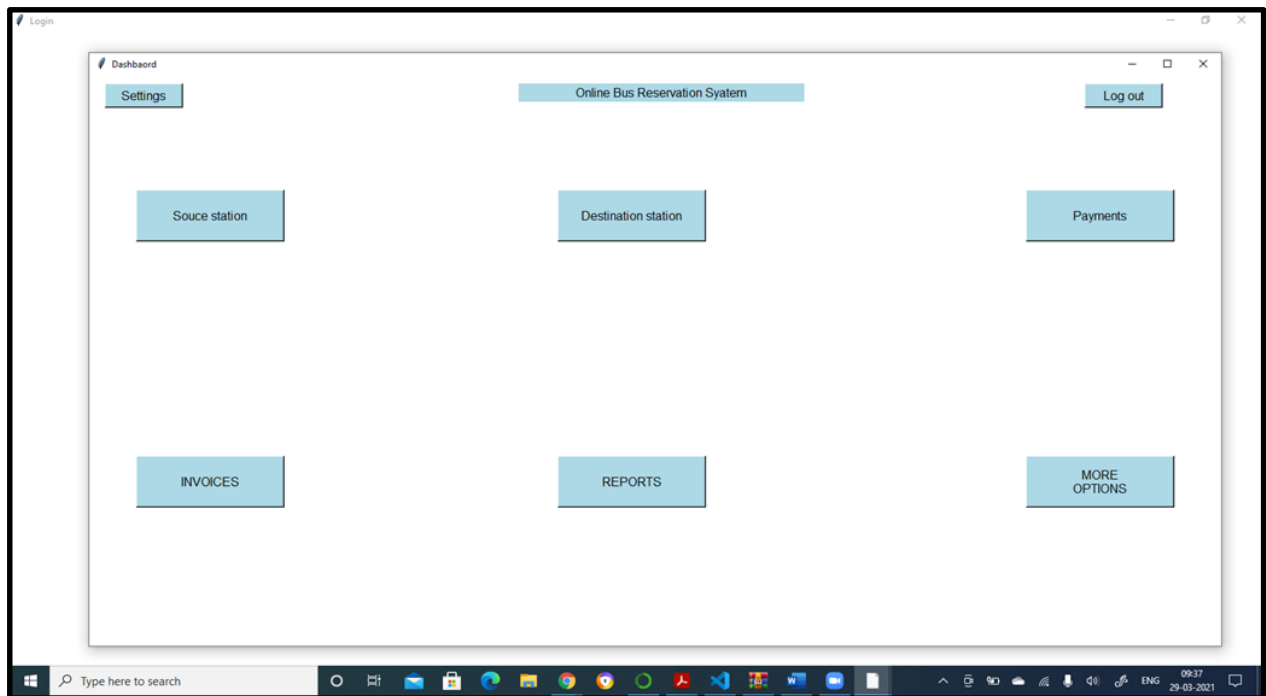 Login
Dashbaord
Settings
Online Bus Reservation Syatem
Log out
Souce station
Destination station
Payments
INVOICES
REPORTS
MORE
OPTIONS
Type here to search
ENG
09:37
29-03-2021